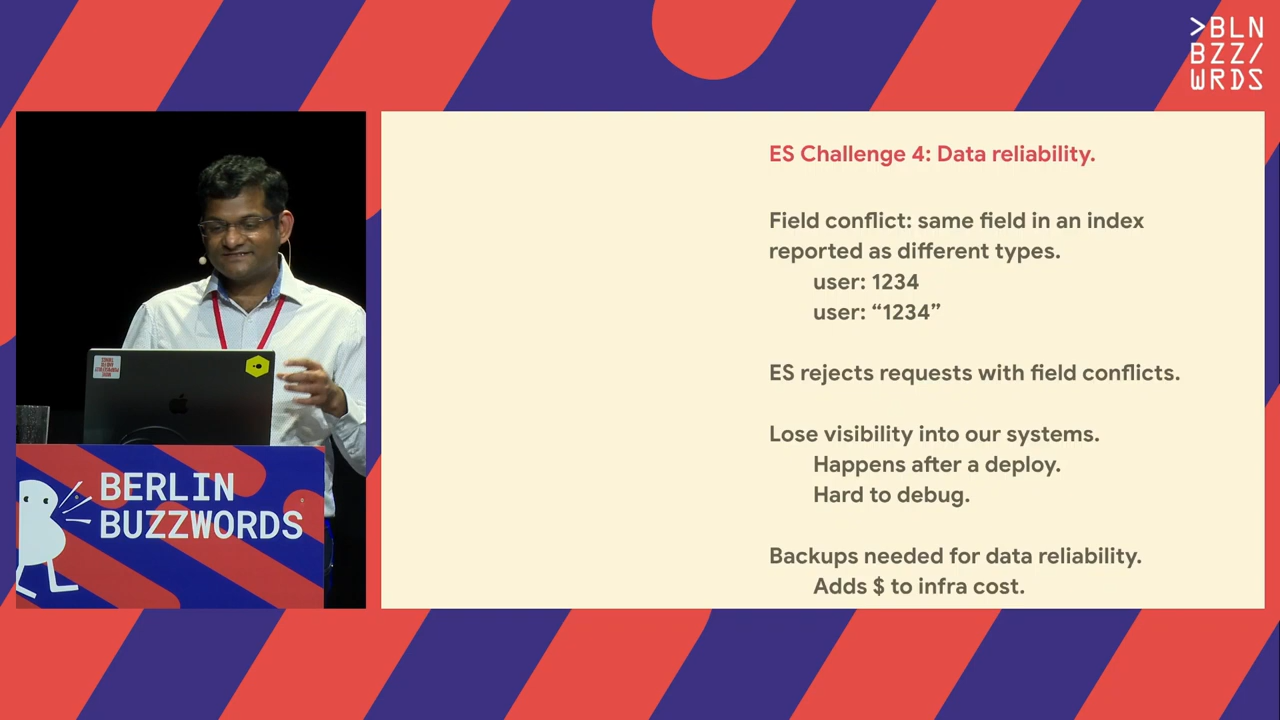 >BLN
BZZ/
WRDS
ES Challenge 4: Data reliability.
Field conflict: same field in an index
reported as different types.
user: 1234
user: “1234”
ES rejects requests with field conflicts.
Lose visibility into our systems.
Happens after a deploy.
Hard to debug.
Backups needed for data reliability.
Adds $ to infra cost.
BERLIN
BUZZWORDS